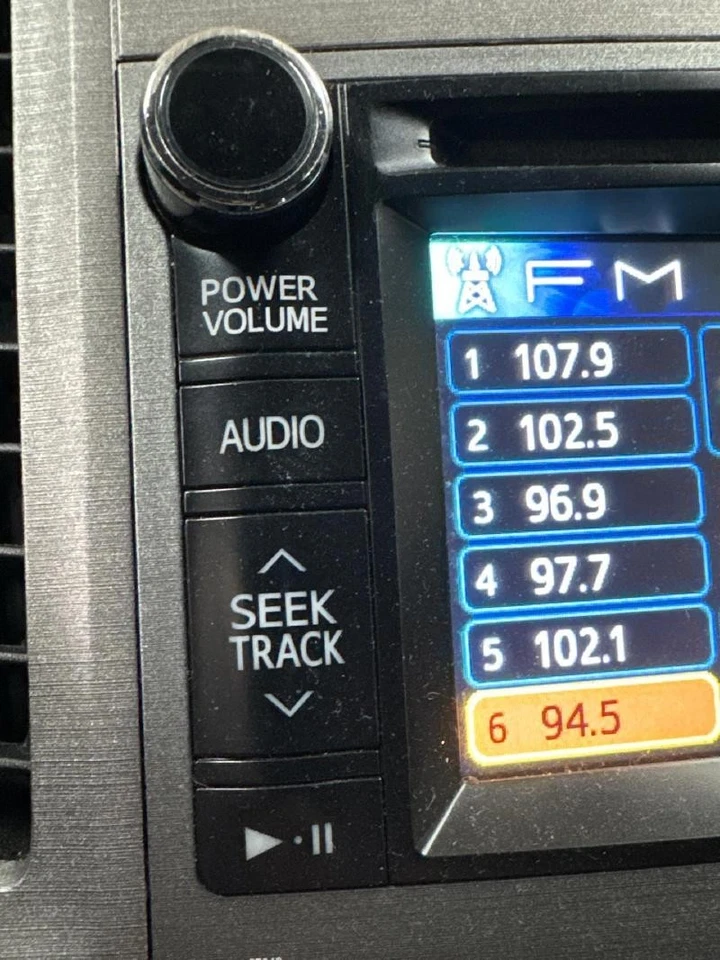 POWER
VOLUME
AUDIO
SEEK
TRACK
FM
1 107.9
2 102.5
3 96.9
4 97.7
5 102.1
6 94.5